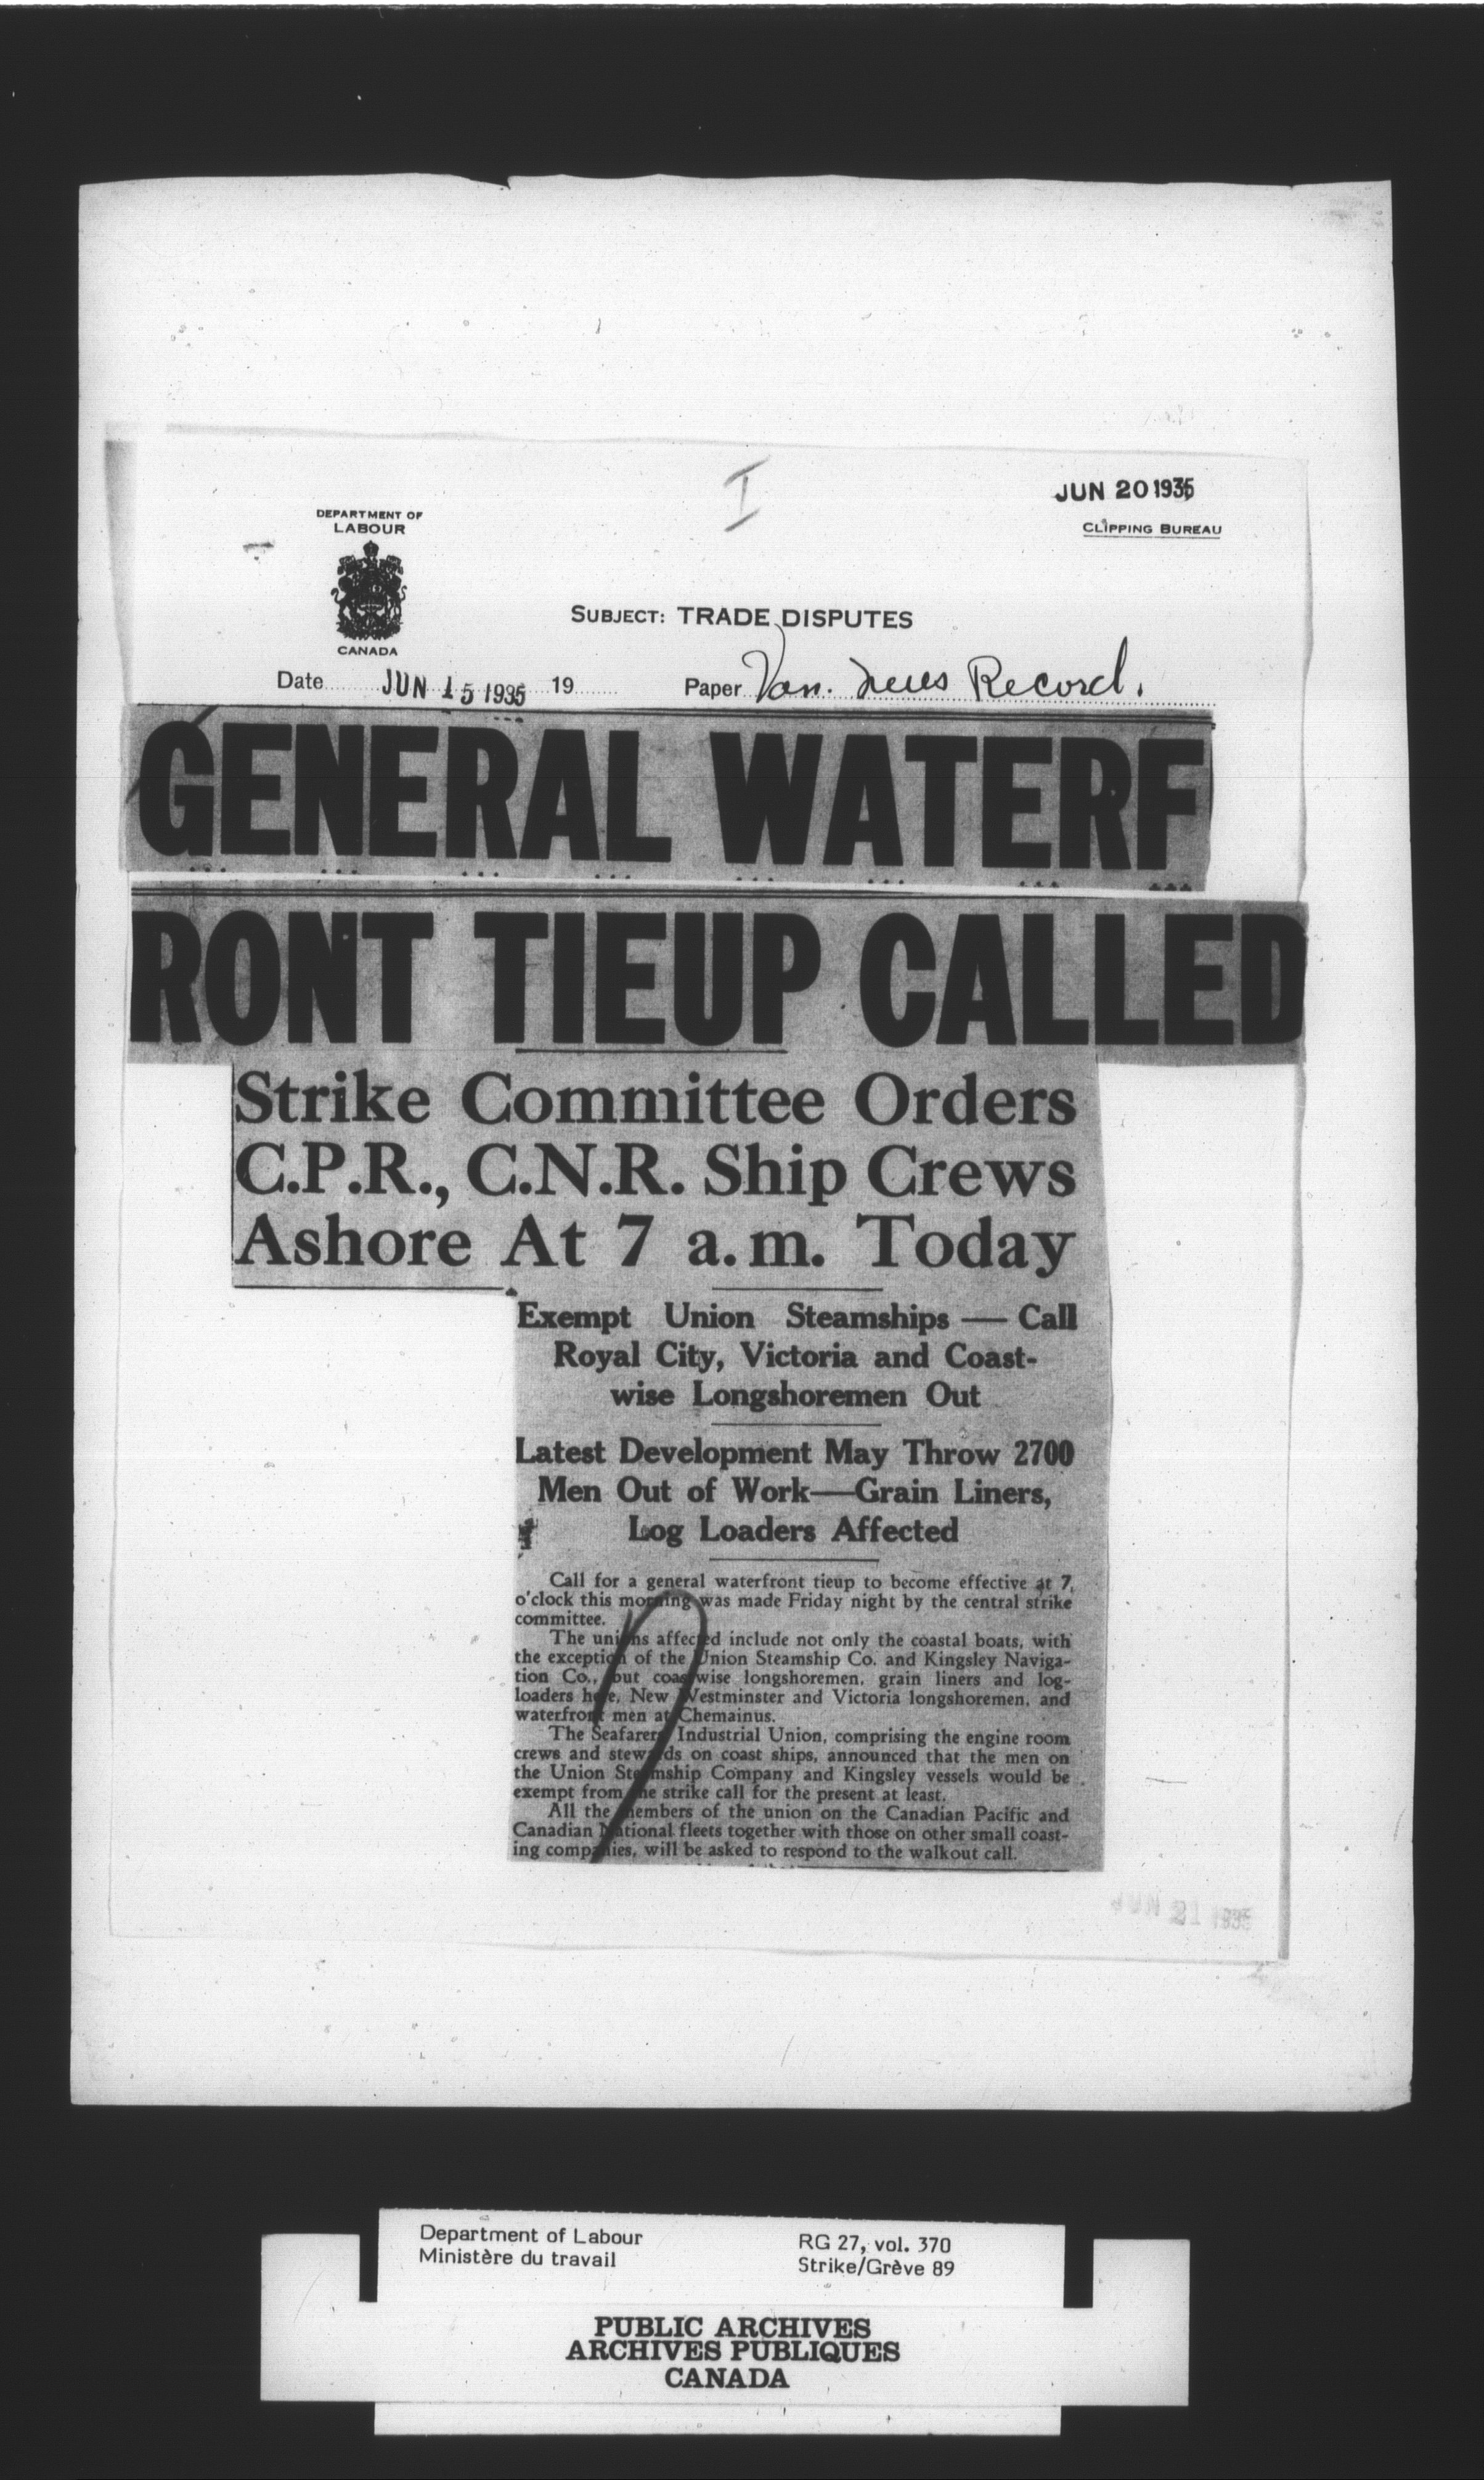 I
JUN 20 1935
CLIPPING BUREAU
DEPARTMENT OF
LABOUR
CANADA
SUBJECT: TRADE DISPUTES
Date JUN 15 1935 19
Paper Van. News Record.
GENERAL WATERF
RONT TIEUP CALLED
Strike Committee Orders
C.P.R., C.N.R. Ship Crews
Ashore At 7 a.m. Today
Exempt Union Steamships — Call
Royal City, Victoria and Coast-
wise Longshoremen Out
Latest Development May Throw 2700
Men Out of Work—Grain Liners,
Log Loaders Affected
Call for a general waterfront tieup to become effective at 7
o'clock this morning was made Friday night by the central strike
committee.
The unions affected include not only the coastal boats, with
the exception of the Union Steamship Co. and Kingsley Naviga-
tion Co., but coastwise longshoremen, grain liners and log-
loaders here, New Westminster and Victoria longshoremen, and
waterfront men at Chemainus.
The Seafarers Industrial Union, comprising the engine room
crews and stewards on coast ships, announced that the men on
the Union Steamship Company and Kingsley vessels would be
exempt from the strike call for the present at least.
All the members of the union on the Canadian Pacific and
Canadian National fleets together with those on other small coast-
ing companies, will be asked to respond to the walkout call.
JUN 21 1935
Department of Labour
Ministère du travail
RG 27, vol. 370
Strike/Grève 89
PUBLIC ARCHIVES
ARCHIVES PUBLIQUES
CANADA